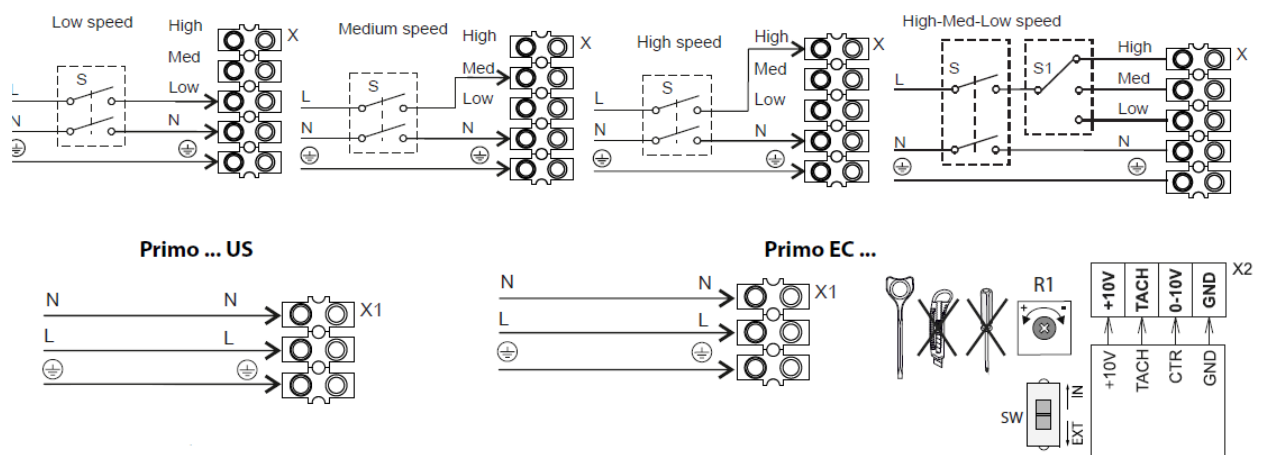 Low speed
High
X
Med
S
Low
L
N
N
Medium speed
High
X
Med
S
Low
L
N
N
High speed
High
X
Med
S
Low
L
N
N
High-Med-Low speed
High
X
S
S1
Med
L
Low
N
N
Primo ... US
N
N
X1
L
L
Primo EC ...
N
N
X1
L
L
R1
+
-
+10V
TACH
0-10V
GND
X2
+10V
TACH
CTR
GND
SW
IN
EXT